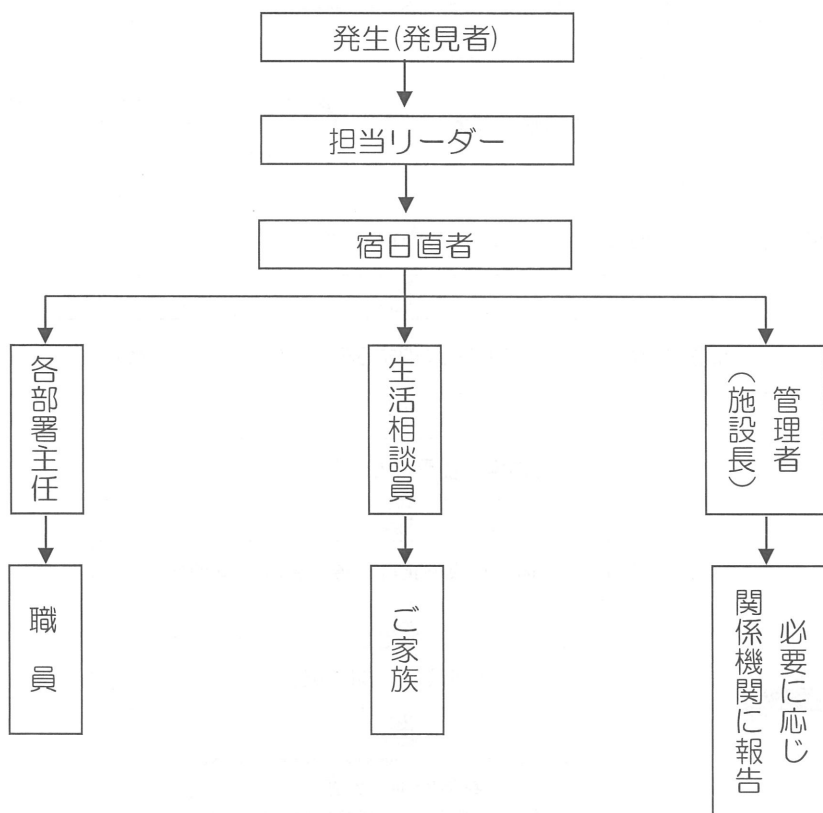 発生(発見者)
担当リーダー
宿日直者
各部署主任
生活相談員
管理者
(施設長)
職員
ご家族
必要に応じ
関係機関に報告